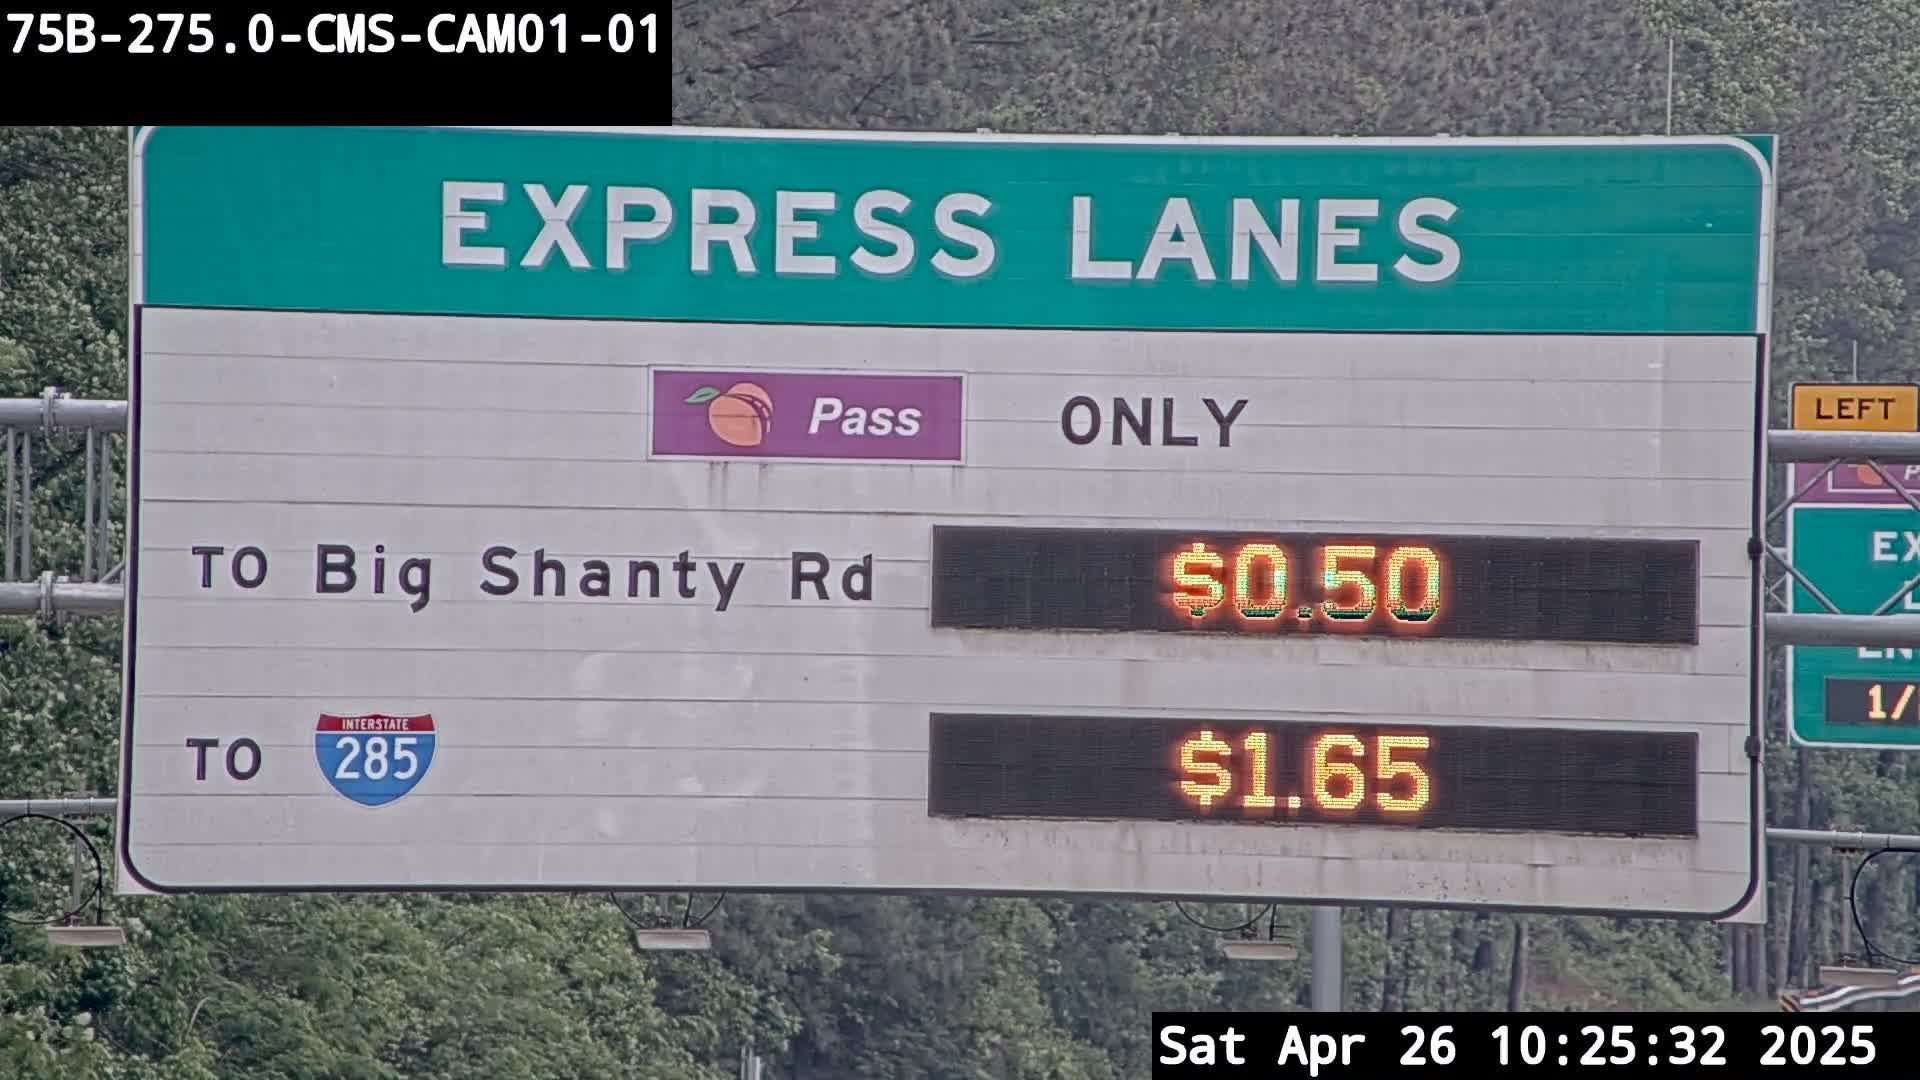 75B-275.0-CMS-CAM01-01
EXPRESS LANES
Pass ONLY
TO Big Shanty Rd $0.50
TO INTERSTATE 285 $1.65
LEFT
Sat Apr 26 10:25:32 2025